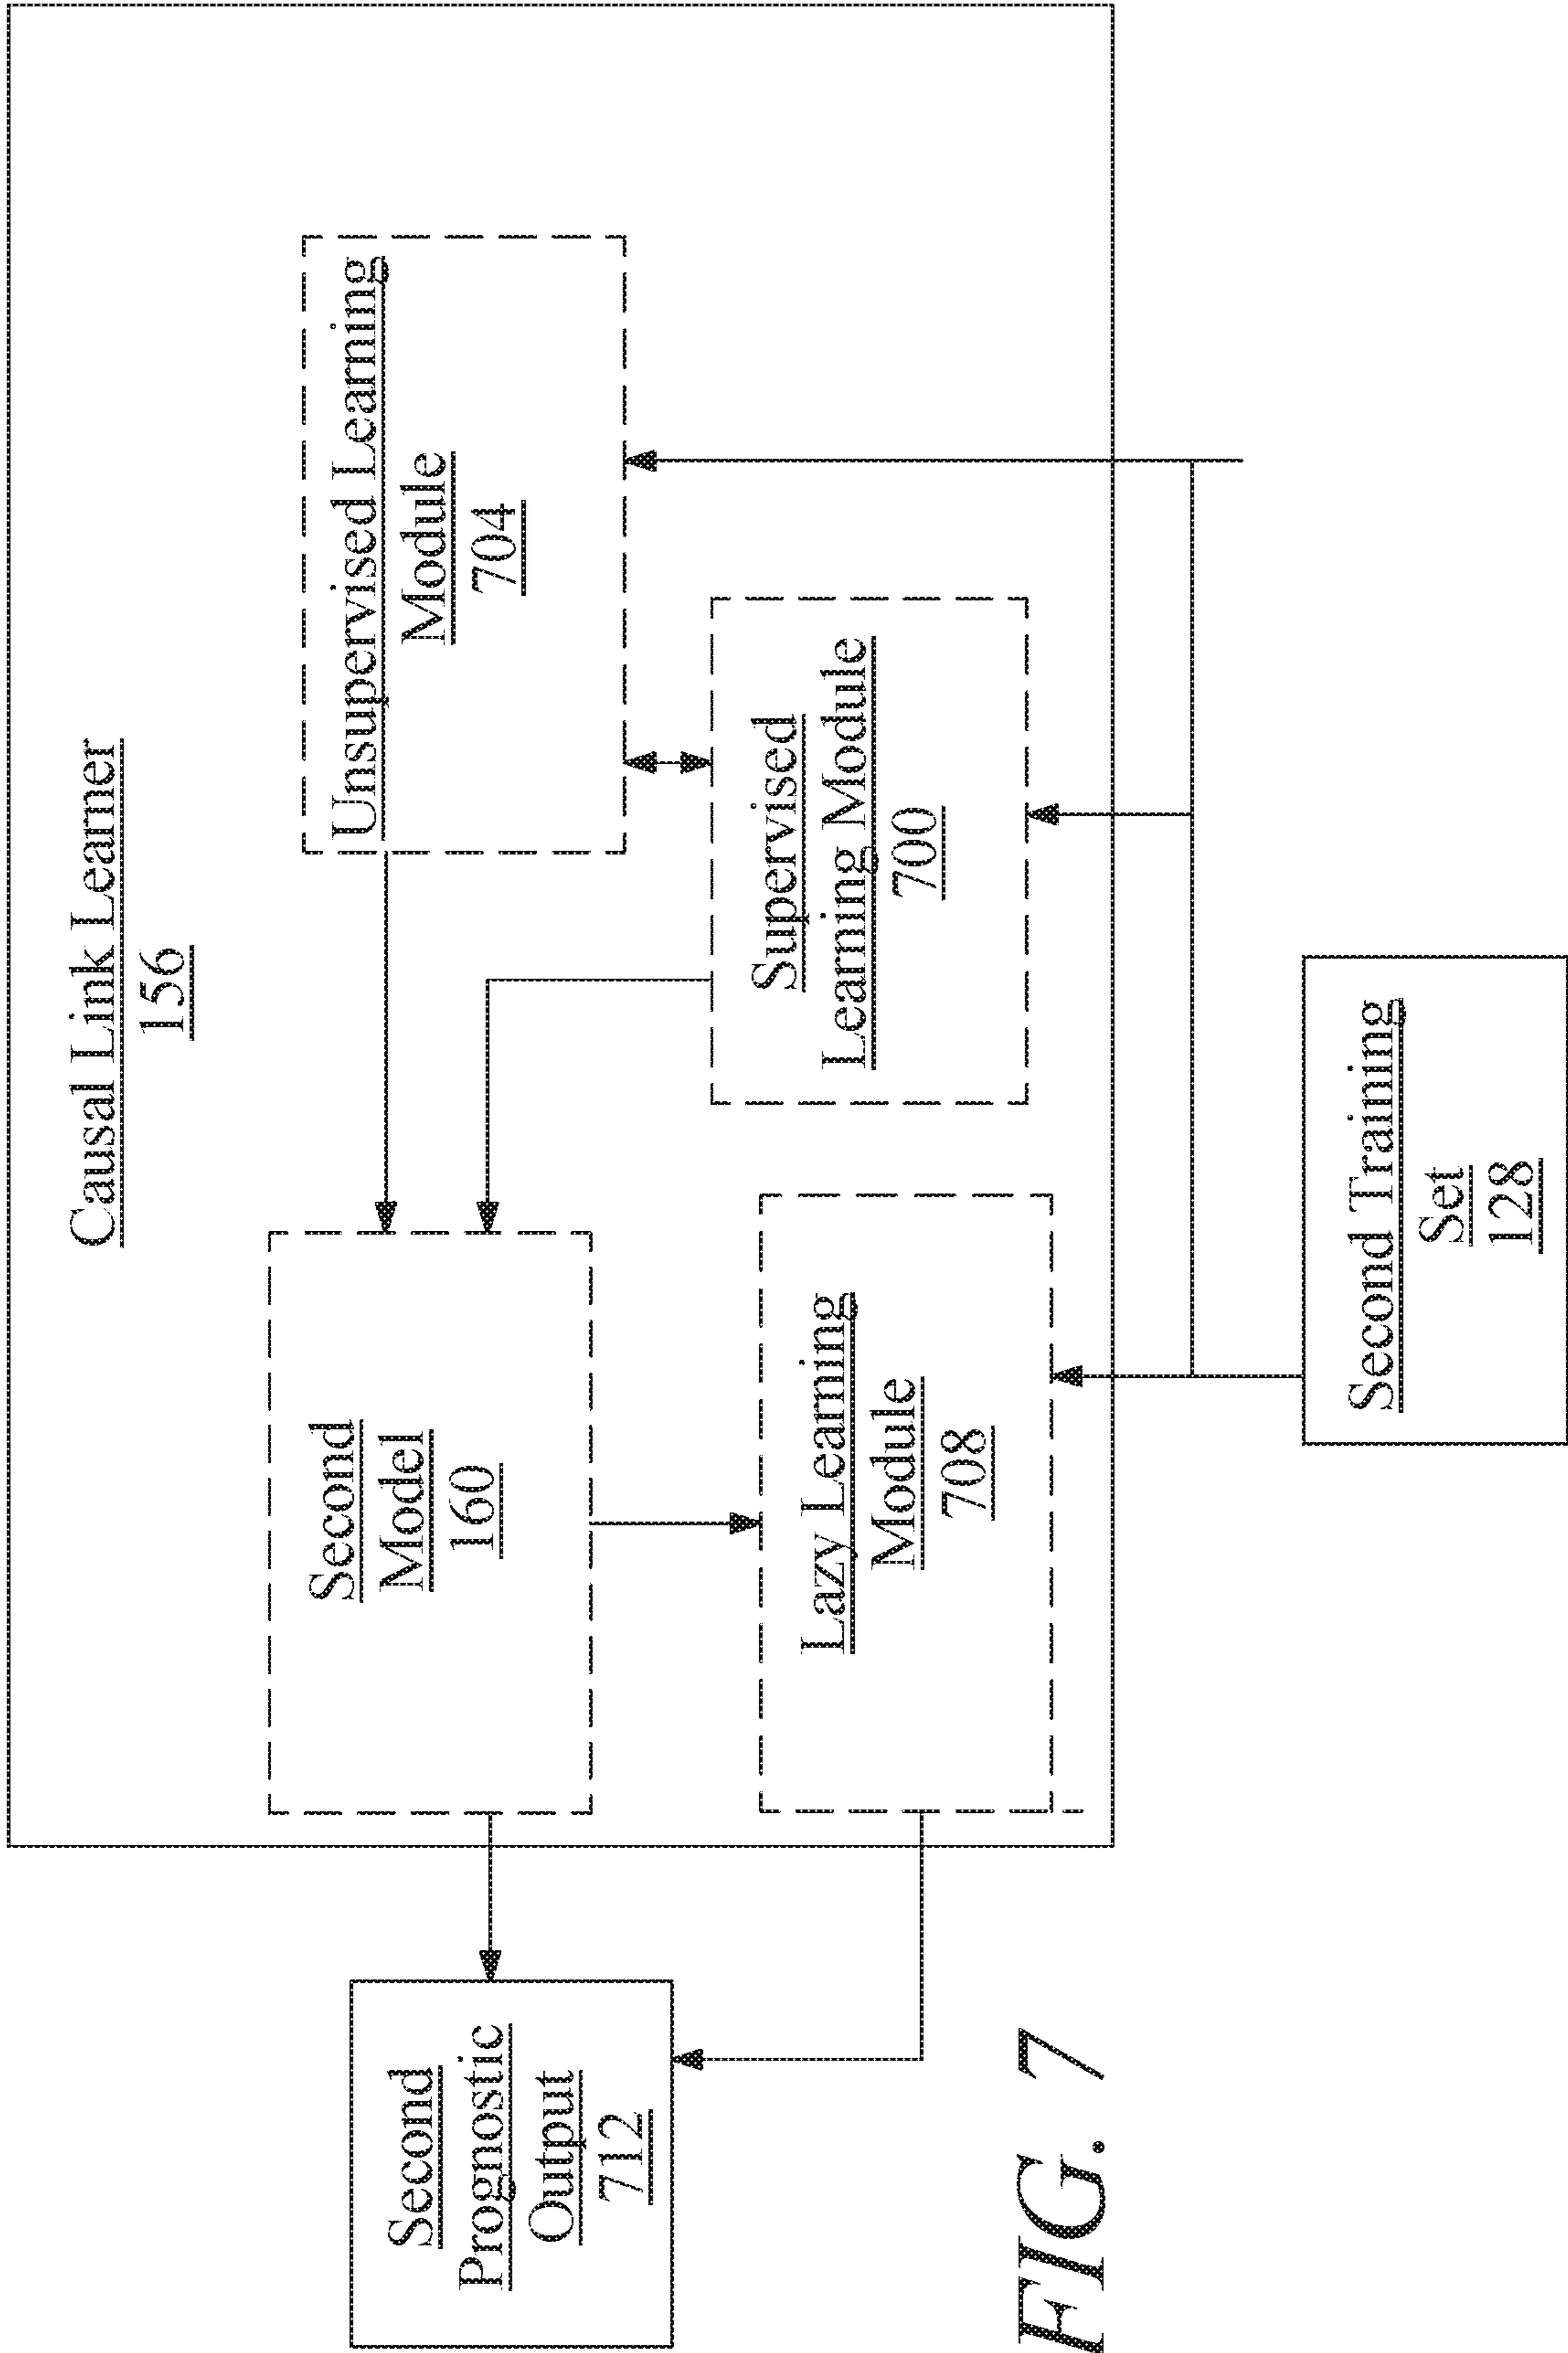 Causal Link Learner
156
Second
Prognostic
Output
712
Second
Model
160
Unsupervised Learning
Module
704
Lazy Learning
Module
708
Supervised
Learning Module
700
Second Training
Set
128
FIG. 7